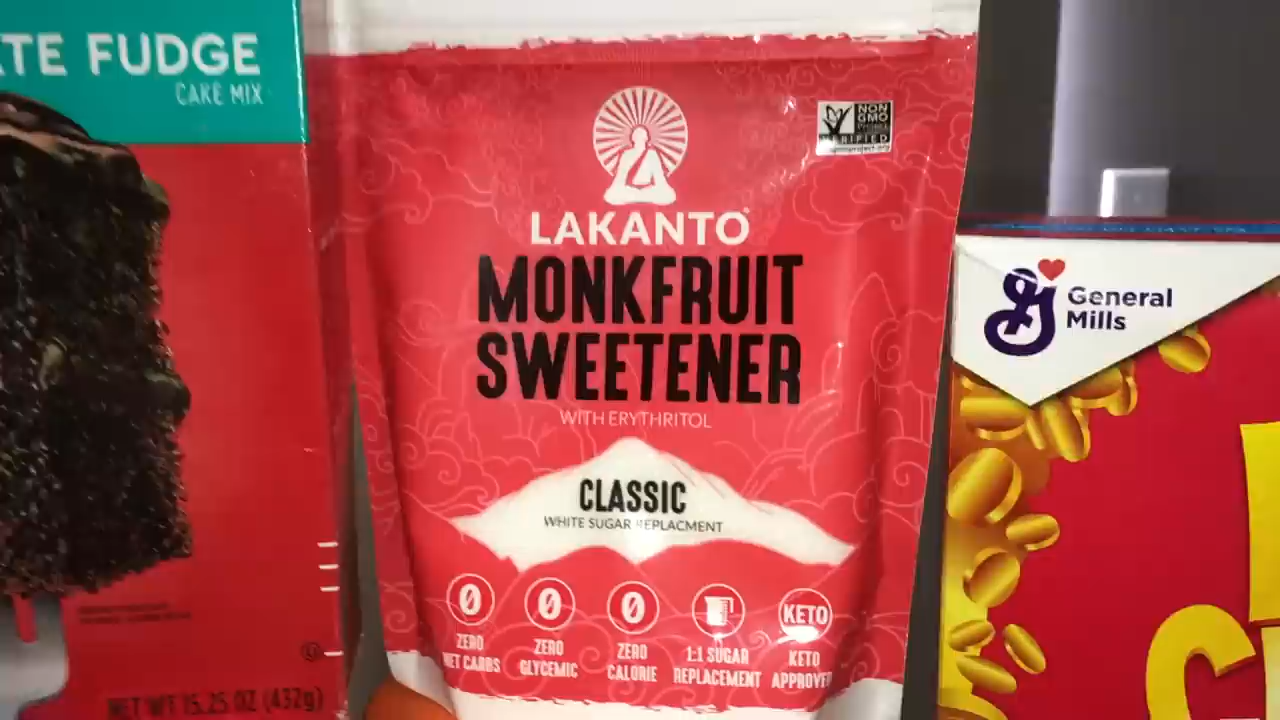 TE FUDGE
CAKE MIX
NET WT 15.25 OZ (432g)
NON
GMO
Project
VERIFIED
LAKANTO
MONKFRUIT
SWEETENER
WITH ERYTHRITOL
CLASSIC
WHITE SUGAR REPLACMENT
0
ZERO
NET CARBS
0
ZERO
GLYCEMIC
0
ZERO
CALORIE
1:1 SUGAR
REPLACEMENT
KETO
KETO
APPROVED
G
General
Mills
C